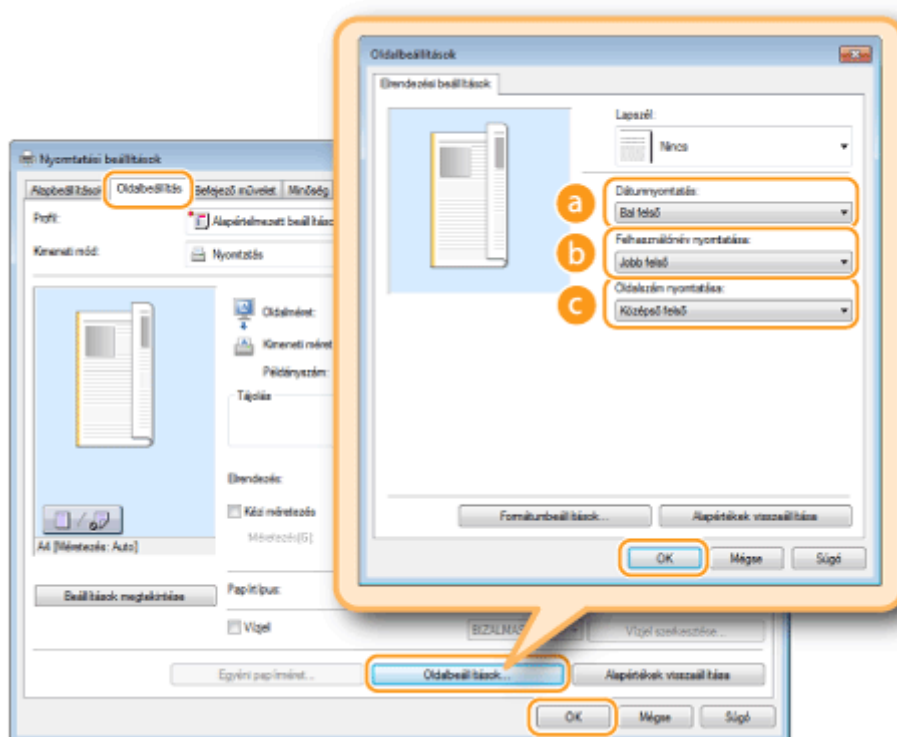 Oldalbeállítások
Elrendezési beállítások
Lapszél:
Nincs
a
Dátumnyomtatás:
Bal felső
b
Felhasználónév nyomtatása:
Jobb felső
c
Oldalszám nyomtatása:
Középső felső
Formátumbeállítások...
Alapértékek visszaállítása
OK
Mégse
Súgó
Nyomtatási beállítások
Alapbeállítások
Oldalbeállítás
Befejező művelet
Minőség
Profil:
Alapértelmezett beállítások
Kimeneti mód:
Nyomtatás
Oldalméret:
Kimeneti méret
Példányszám:
Tájolás
Elrendezés:
Kézi méretezés
Méretezés[G]:
A4 [Méretezés: Auto]
Beállítások megtekintése
Papírtípus:
Vízjel
BIZALMAS
Vízjel szerkesztése...
Egyéni papírméret...
Oldalbeállítások...
Alapértékek visszaállítása
OK
Mégse
Súgó